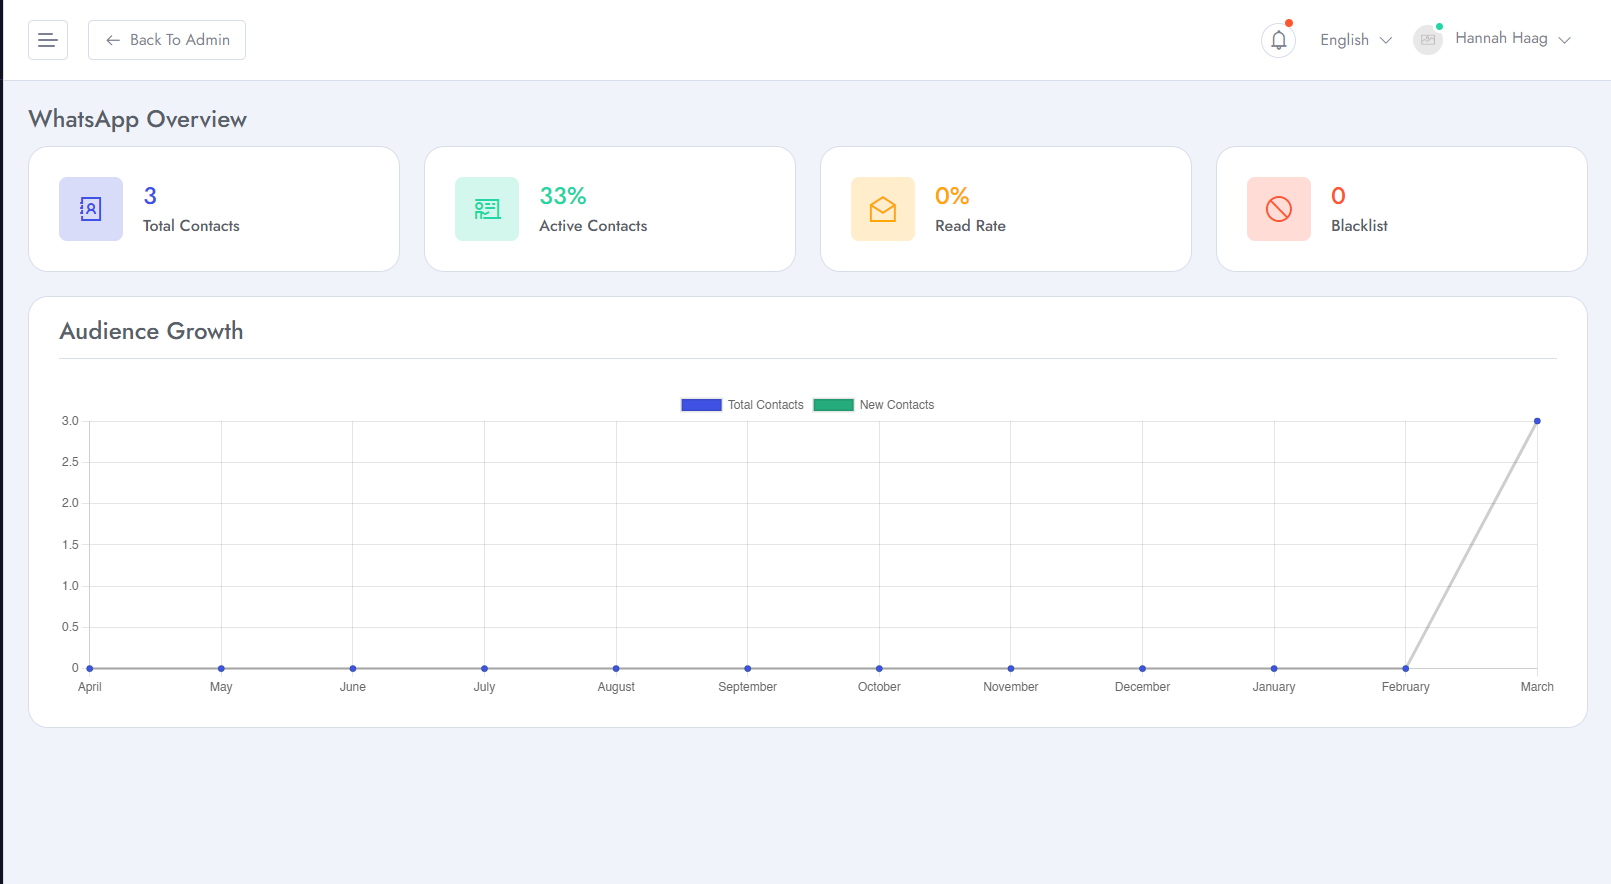 Back To Admin
English
Hannah Haag
WhatsApp Overview
3
Total Contacts
33%
Active Contacts
0%
Read Rate
0
Blacklist
Audience Growth
Total Contacts
New Contacts
3.0
2.5
2.0
1.5
1.0
0.5
0
April May June July August September October November December January February March